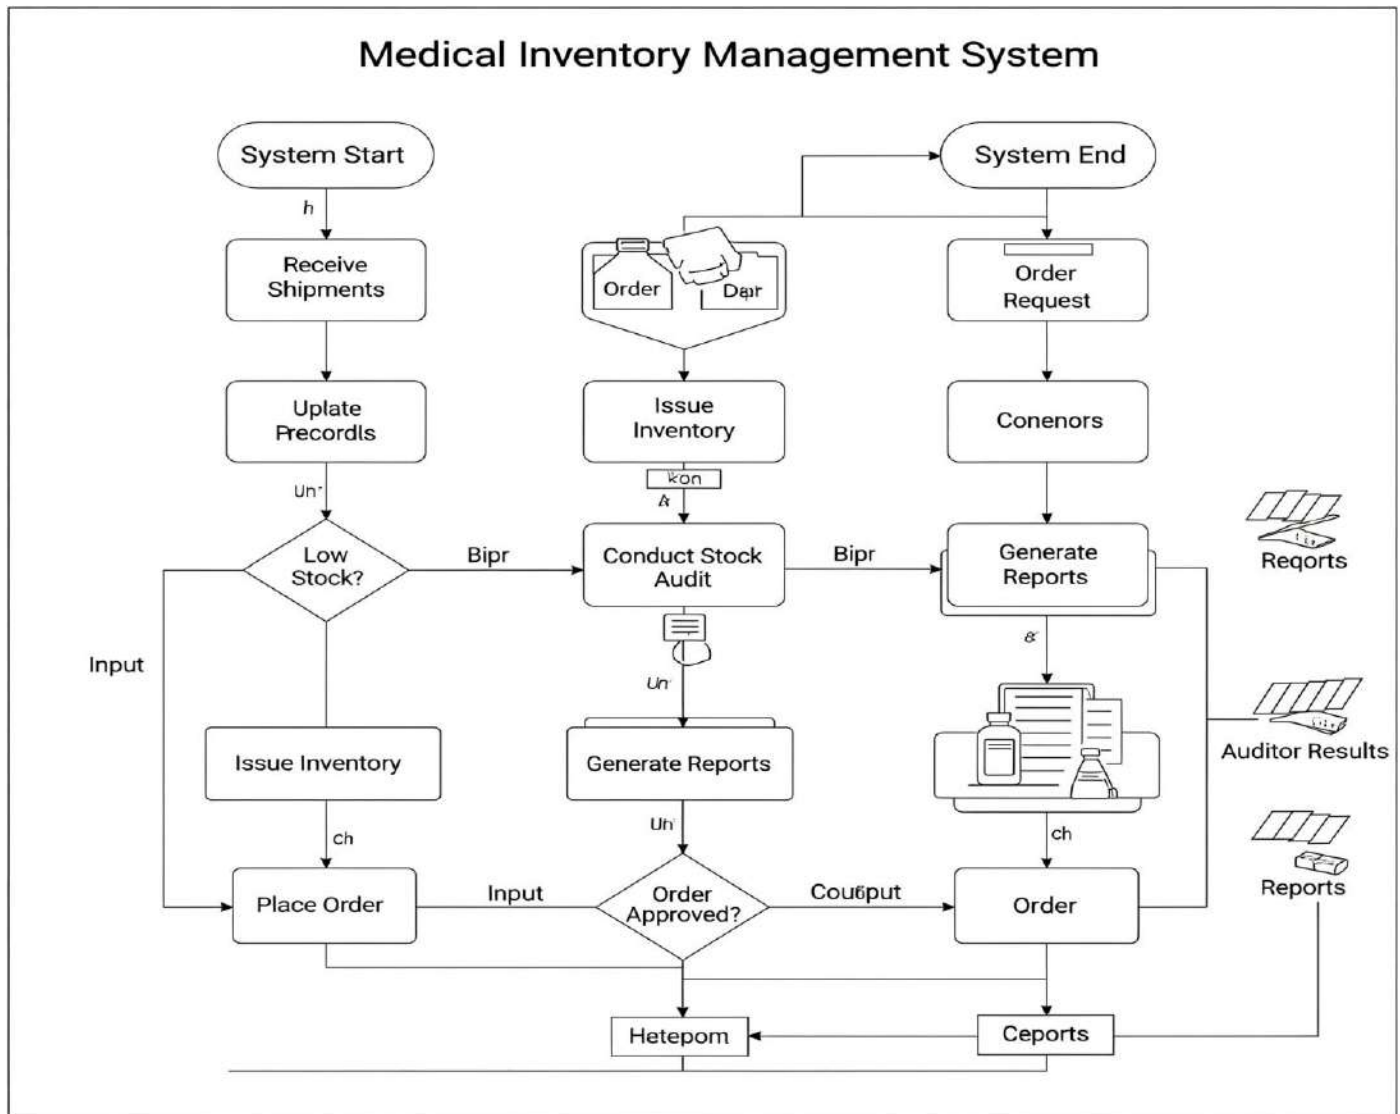 Medical Inventory Management System
System Start
System End
h
Receive
Shipments
Order
Order
Request
Uplate
Precordls
Issue
Inventory
Conenors
Un
Low
Stock?
Bipr
Conduct Stock
Audit
Bipr
Generate
Reports
Reqorts
Input
Un
Issue Inventory
Generate Reports
Auditor Results
ch
Un
ch
Place Order
Input
Order
Approved?
Order
Reports
Hetepom
Ceports